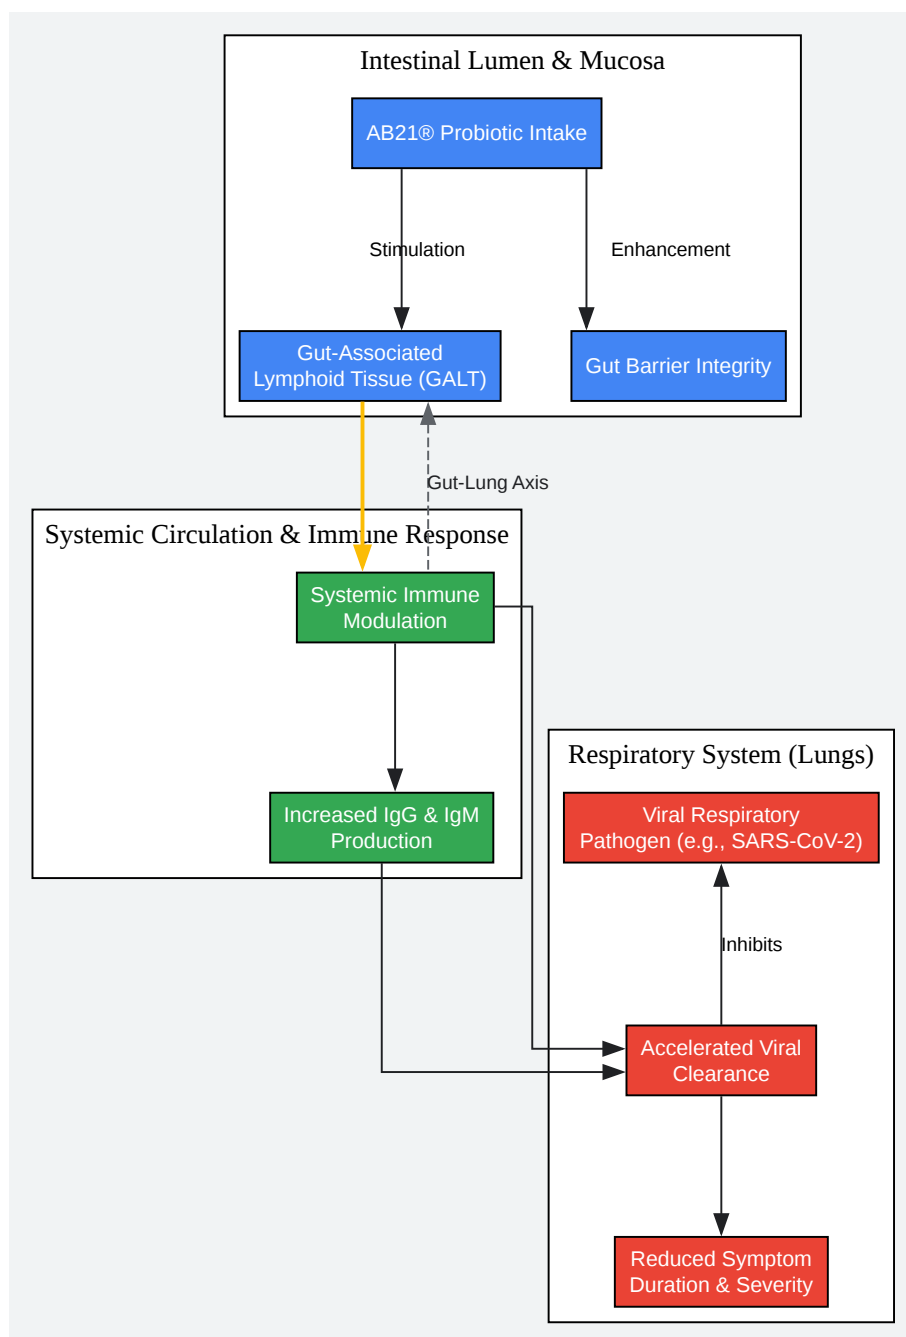 Intestinal Lumen & Mucosa
AB21® Probiotic Intake
Stimulation
Enhancement
Gut-Associated
Lymphoid Tissue (GALT)
Gut Barrier Integrity
Gut-Lung Axis
Systemic Circulation & Immune Response
Systemic Immune
Modulation
Increased IgG & IgM
Production
Respiratory System (Lungs)
Viral Respiratory
Pathogen (e.g., SARS-CoV-2)
Inhibits
Accelerated Viral
Clearance
Reduced Symptom
Duration & Severity